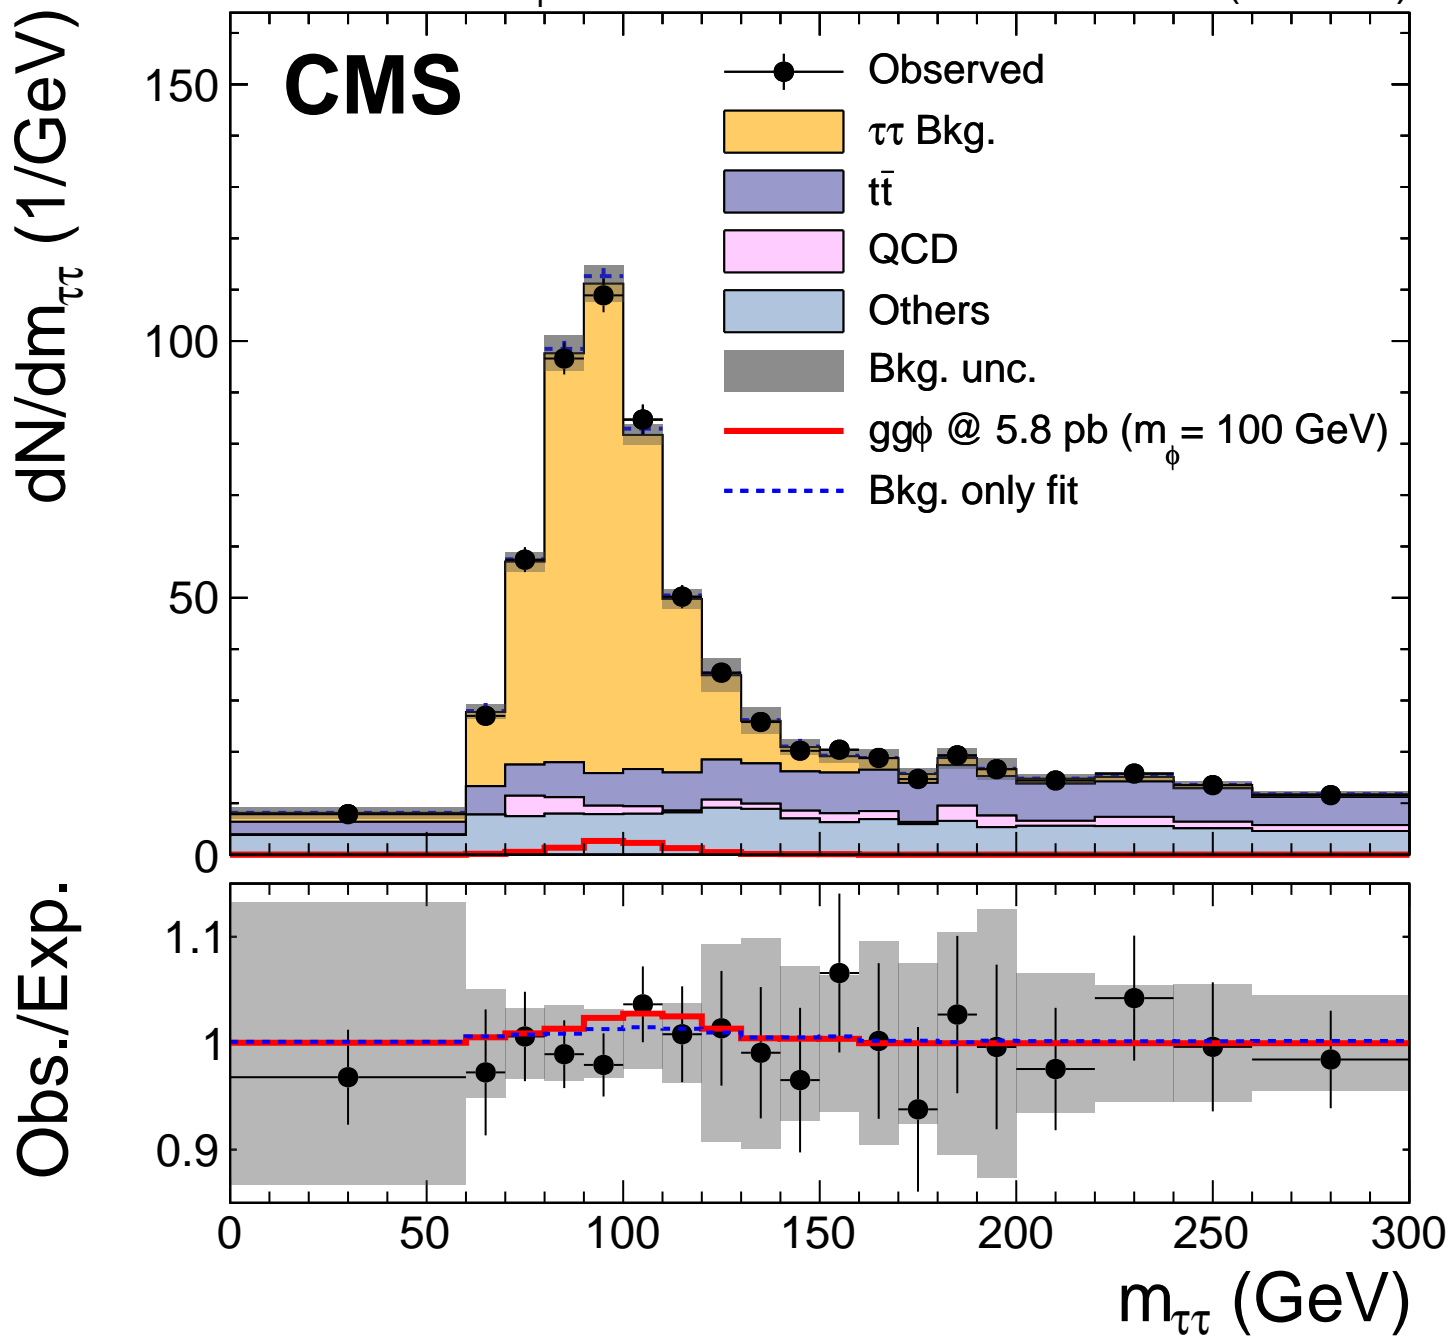 CMS
dN/dm_ττ (1/GeV)
150
100
50
0
Observed
ττ Bkg.
tt̄
QCD
Others
Bkg. unc.
ggϕ @ 5.8 pb (m_ϕ = 100 GeV)
Bkg. only fit
Obs./Exp.
1.1
1
0.9
0 50 100 150 200 250 300
m_ττ (GeV)